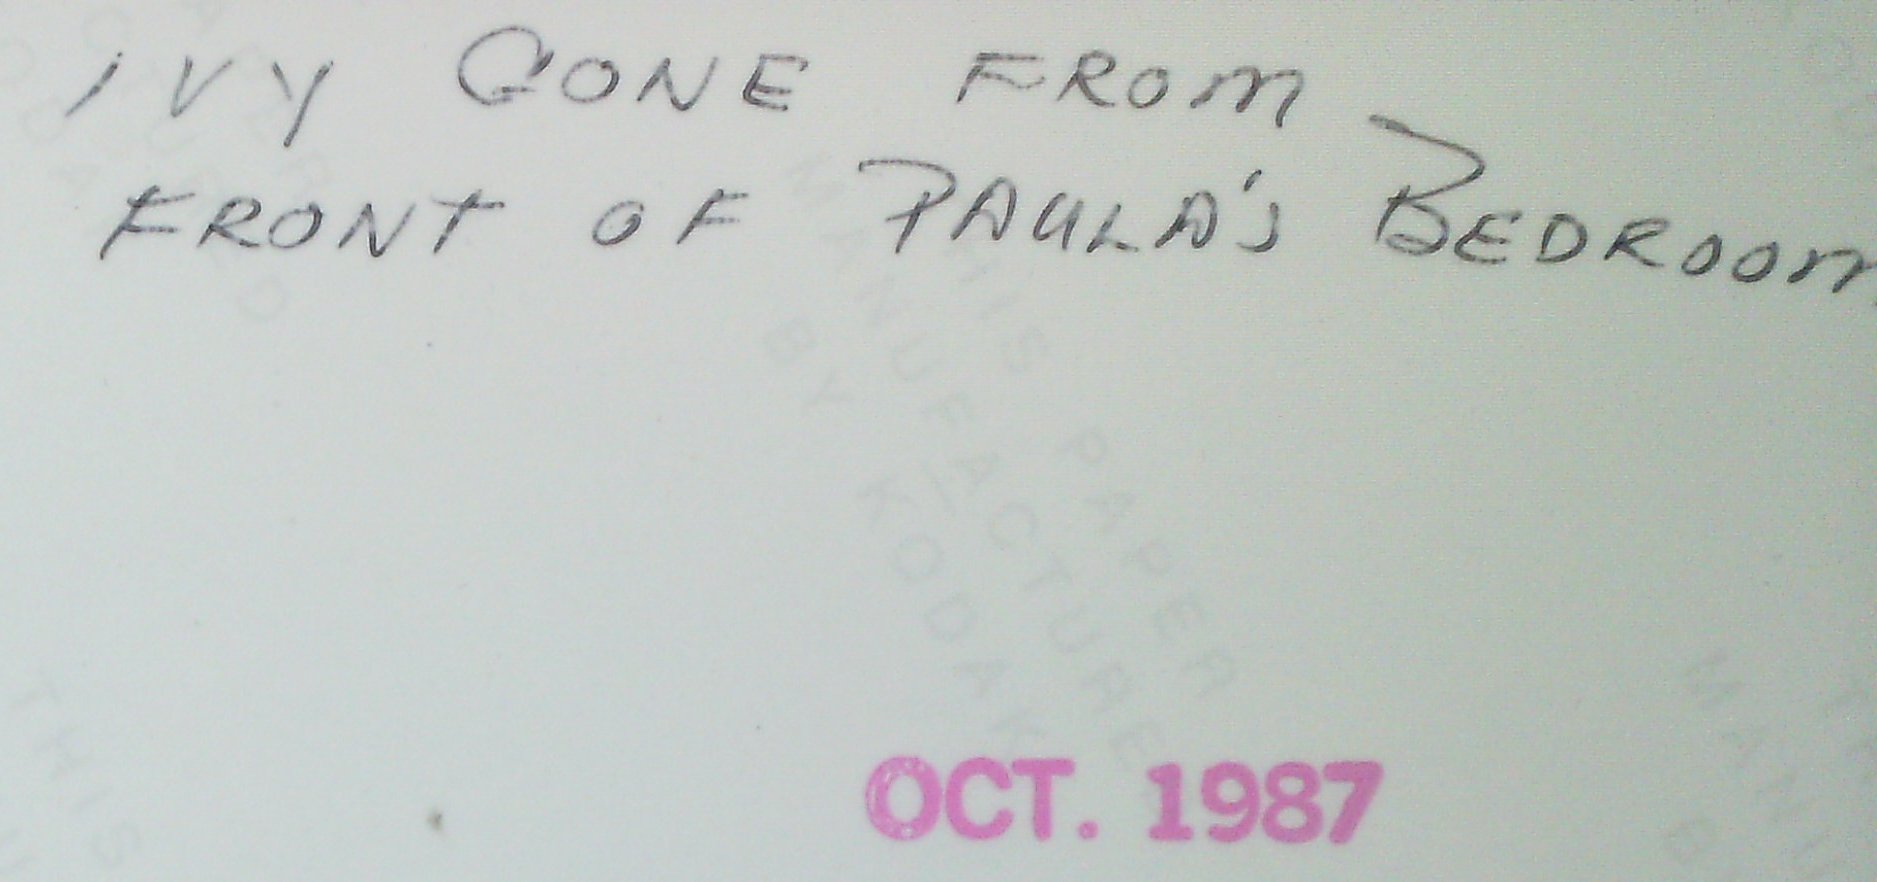 IVY GONE FROM
FRONT OF PAULA'S BEDROOM
THIS PAPER
MANUFACTURED
BY KODAK
OCT. 1987